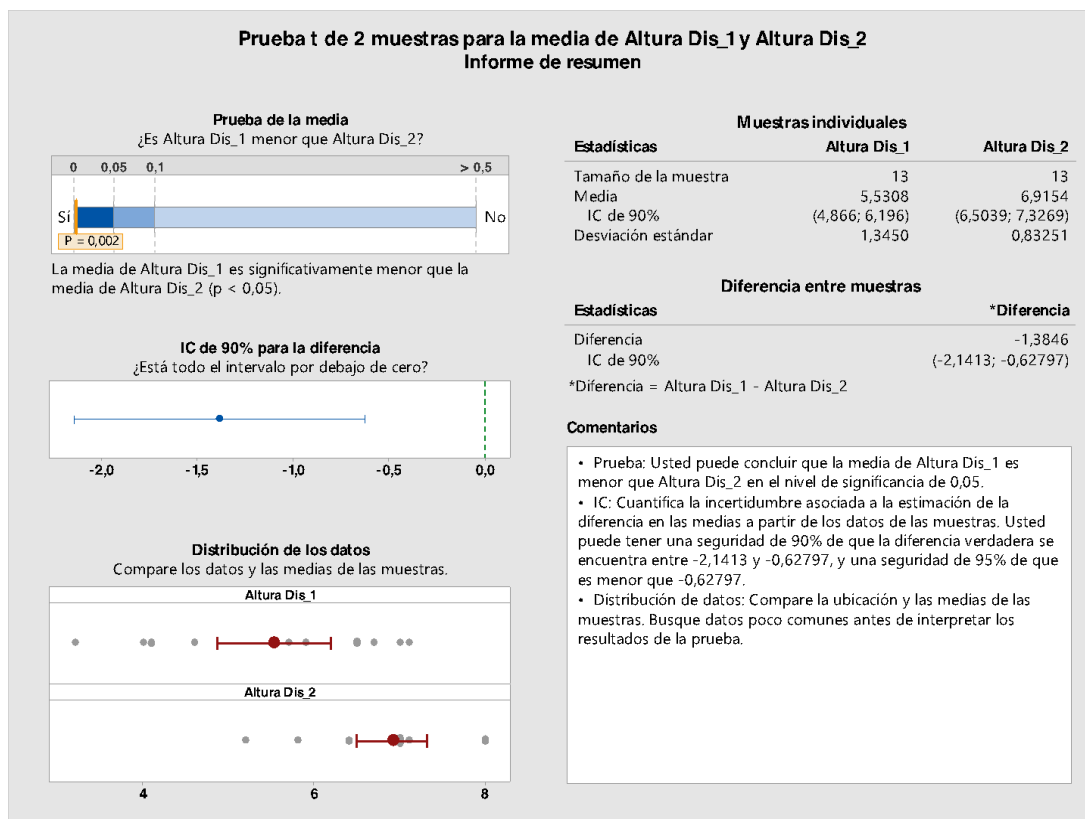 Prueba t de 2 muestras para la media de Altura Dis_1 y Altura Dis_2
Informe de resumen
Prueba de la media
¿Es Altura Dis_1 menor que Altura Dis_2?
0 0,05 0,1 > 0,5
Sí No
P = 0,002
La media de Altura Dis_1 es significativamente menor que la
media de Altura Dis_2 (p < 0,05).
IC de 90% para la diferencia
¿Está todo el intervalo por debajo de cero?
-2,0 -1,5 -1,0 -0,5 0,0
Distribución de los datos
Compare los datos y las medias de las muestras.
Altura Dis_1
Altura Dis_2
4 6 8
Muestras individuales
Estadísticas Altura Dis_1 Altura Dis_2
Tamaño de la muestra 13 13
Media 5,5308 6,9154
IC de 90% (4,866; 6,196) (6,5039; 7,3269)
Desviación estándar 1,3450 0,83251
Diferencia entre muestras
Estadísticas *Diferencia
Diferencia -1,3846
IC de 90% (-2,1413; -0,62797)
*Diferencia = Altura Dis_1 - Altura Dis_2
Comentarios
• Prueba: Usted puede concluir que la media de Altura Dis_1 es
menor que Altura Dis_2 en el nivel de significancia de 0,05.
• IC: Cuantifica la incertidumbre asociada a la estimación de la
diferencia en las medias a partir de los datos de las muestras. Usted
puede tener una seguridad de 90% de que la diferencia verdadera se
encuentra entre -2,1413 y -0,62797, y una seguridad de 95% de que
es menor que -0,62797.
• Distribución de datos: Compare la ubicación y las medias de las
muestras. Busque datos poco comunes antes de interpretar los
resultados de la prueba.